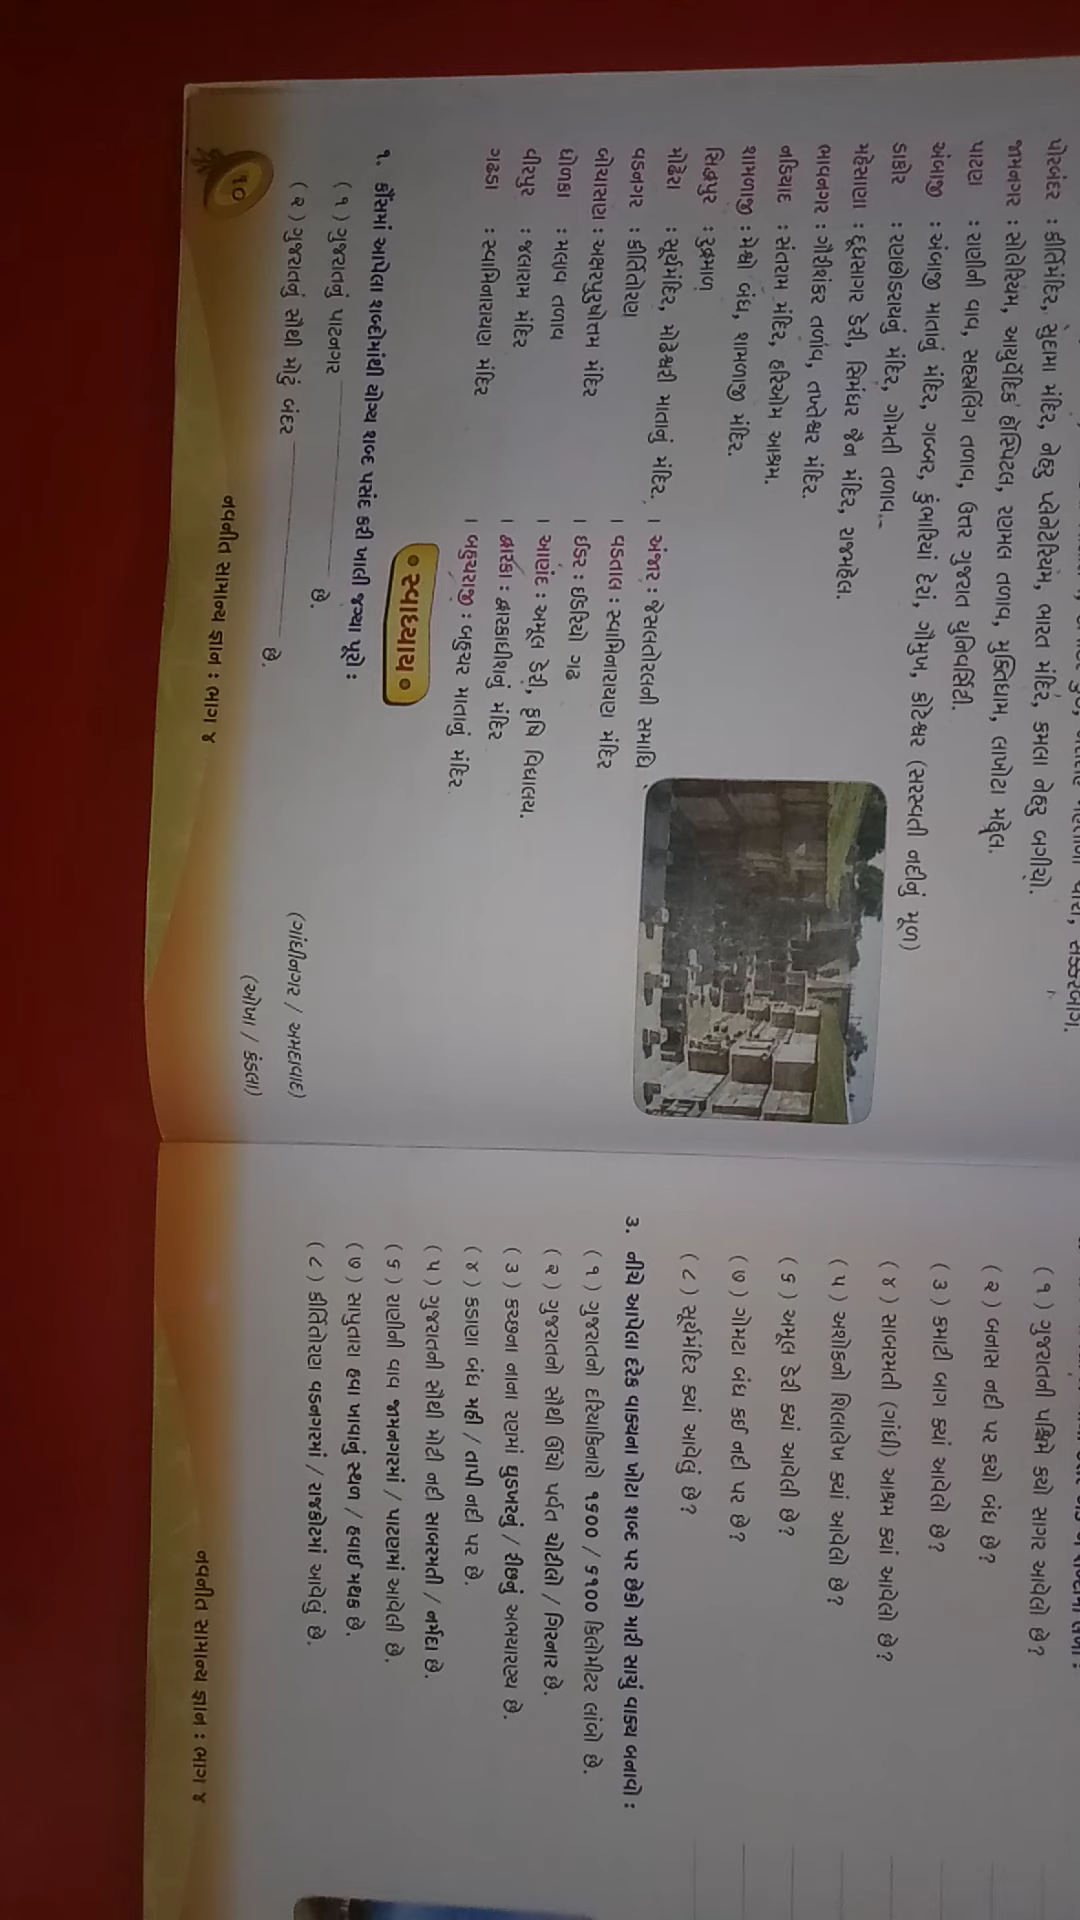 પોરબંદર : કીર્તિમંદિર, સુદામા મંદિર, નેહરુ પ્લેનેટેરિયમ, ભારત મંદિર, કમલા નેહરુ બગીચો.
જામનગર : સોલેરિયમ, આયુર્વેદિક હૉસ્પિટલ, રણમલ તળાવ, મુક્તિધામ, લાખોટા મહેલ.
પાટણ : રાણીની વાવ, સહસ્રલિંગ તળાવ, ઉત્તર ગુજરાત યુનિવર્સિટી.
અંબાજી : અંબાજી માતાનું મંદિર, ગબ્બર, કુંભારિયાં દેરાં, ગૌમુખ, કોટેશ્વર (સરસ્વતી નદીનું મૂળ)
ડાકોર : રણછોડરાયનું મંદિર, ગોમતી તળાવ.
મહેસાણા : દૂધસાગર ડેરી, સિમંધર જૈન મંદિર, રાજમહેલ.
ભાવનગર : ગૌરીશંકર તળાવ, તખ્તેશ્વર મંદિર.
નડિયાદ : સંતરામ મંદિર, હરિઓમ આશ્રમ.
શામળાજી : મેશ્વો બંધ, શામળાજી મંદિર.
સિદ્ધપુર : રુદ્રમાળ
મોઢેરા : સૂર્યમંદિર, મોઢેશ્વરી માતાનું મંદિર.
વડનગર : કીર્તિતોરણ
બોચાસણ : અક્ષરપુરુષોત્તમ મંદિર
ધોળકા : મલાવ તળાવ
વીરપુર : જલારામ મંદિર
ગઢડા : સ્વામિનારાયણ મંદિર
અંજાર : જેસલતોરલની સમાધિ
વડતાલ : સ્વામિનારાયણ મંદિર
ઈડર : ઇડરિયો ગઢ
આણંદ : અમૂલ ડેરી, કૃષિ વિદ્યાલય.
દ્વારકા : દ્વારકાધીશનું મંદિર
બહુચરાજી : બહુચર માતાનું મંદિર
• સ્વાધ્યાય •
૧. કૌંસમાં આપેલા શબ્દોમાંથી યોગ્ય શબ્દ પસંદ કરી ખાલી જગ્યા પૂરો :
(૧) ગુજરાતનું પાટનગર ____ છે. (ગાંધીનગર / અમદાવાદ)
(૨) ગુજરાતનું સૌથી મોટું બંદર ____ છે. (ઓખા / કંડલા)
૧૦
નવનીત સામાન્ય જ્ઞાન : ભાગ ૪
(૧) ગુજરાતની પશ્ચિમે કયો સાગર આવેલો છે?
(૨) બનાસ નદી પર કયો બંધ છે?
(૩) કમાટી બાગ ક્યાં આવેલો છે?
(૪) સાબરમતી (ગાંધી) આશ્રમ ક્યાં આવેલો છે?
(૫) અશોકનો શિલાલેખ ક્યાં આવેલો છે?
(૬) અમૂલ ડેરી ક્યાં આવેલી છે?
(૭) ગોમટા બંધ કઈ નદી પર છે?
(૮) સૂર્યમંદિર ક્યાં આવેલું છે?
૩. નીચે આપેલા દરેક વાક્યના ખોટા શબ્દ પર છેકો મારી સાચું વાક્ય બનાવો :
(૧) ગુજરાતનો દરિયાકિનારો ૧૬૦૦ / ૬૧૦૦ કિલોમીટર લાંબો છે.
(૨) ગુજરાતનો સૌથી ઊંચો પર્વત ચોટીલો / ગિરનાર છે.
(૩) કચ્છના નાના રણમાં ઘુડખરનું / રીંછનું અભયારણ્ય છે.
(૪) કડાણા બંધ મહી / તાપી નદી પર છે.
(૫) ગુજરાતની સૌથી મોટી નદી સાબરમતી / નર્મદા છે.
(૬) રાણીની વાવ જામનગરમાં / પાટણમાં આવેલી છે.
(૭) સાપુતારા હવા ખાવાનું સ્થળ / હવાઈમથક છે.
(૮) કીર્તિતોરણ વડનગરમાં / રાજકોટમાં આવેલું છે.
નવનીત સામાન્ય જ્ઞાન : ભાગ ૪